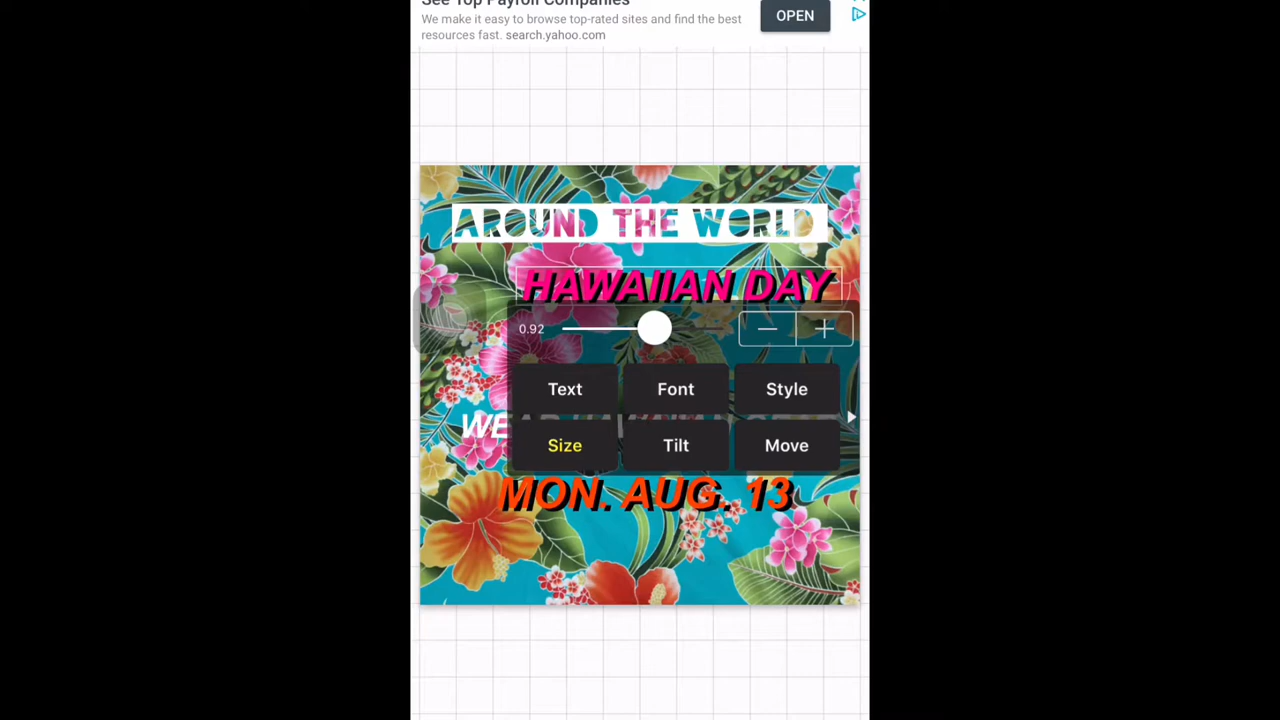 See Top Payroll Companies
We make it easy to browse top-rated sites and find the best
resources fast. search.yahoo.com
OPEN
AROUND THE WORLD
HAWAIIAN DAY
0.92
Text
Font
Style
WEAR HAWAIIAN
Size
Tilt
Move
MON. AUG. 13